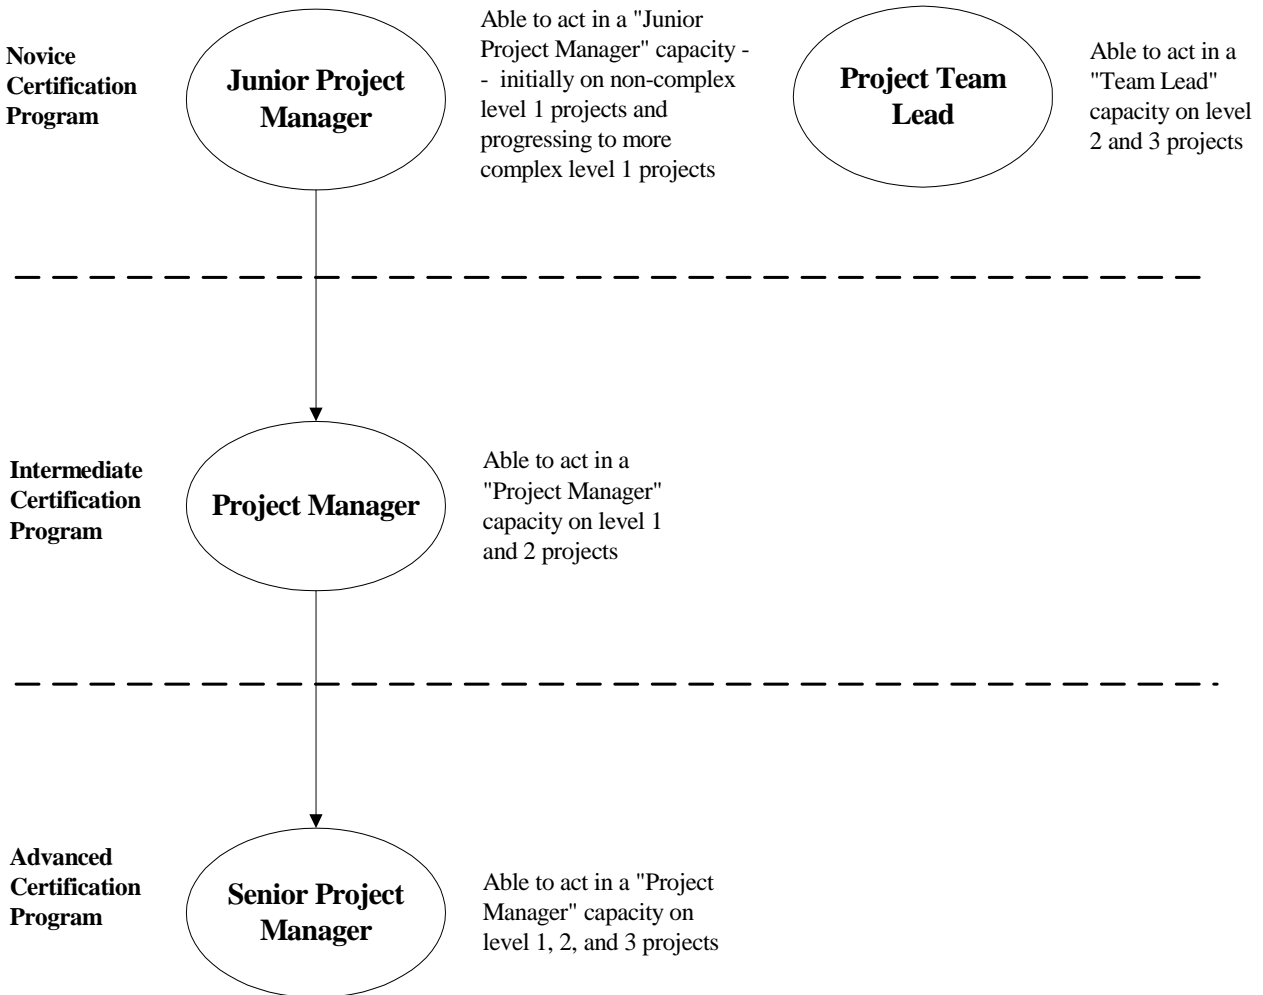 Novice
Certification
Program
Junior Project
Manager
Able to act in a "Junior
Project Manager" capacity -
- initially on non-complex
level 1 projects and
progressing to more
complex level 1 projects
Project Team
Lead
Able to act in a
"Team Lead"
capacity on level
2 and 3 projects
Intermediate
Certification
Program
Project Manager
Able to act in a
"Project Manager"
capacity on level 1
and 2 projects
Advanced
Certification
Program
Senior Project
Manager
Able to act in a "Project
Manager" capacity on
level 1, 2, and 3 projects